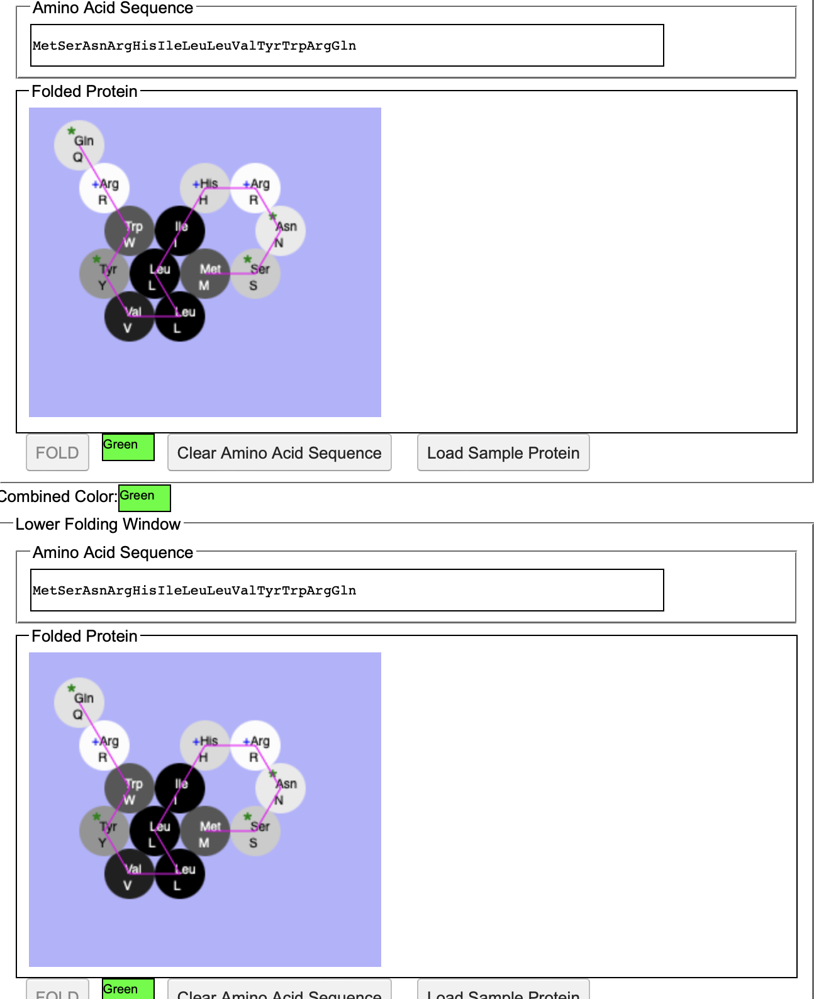 Amino Acid Sequence
MetSerAsnArgHisIleLeuLeuValTyrTrpArgGln
Folded Protein
* Gln
Q
+Arg +His +Arg
R H R
Trp Ile * Asn
W I N
* Tyr Leu Met * Ser
Y L M S
Val Leu
V L
FOLD Green Clear Amino Acid Sequence Load Sample Protein
Combined Color: Green
Lower Folding Window
Amino Acid Sequence
MetSerAsnArgHisIleLeuLeuValTyrTrpArgGln
Folded Protein
* Gln
Q
+Arg +His +Arg
R H R
Trp Ile * Asn
W I N
* Tyr Leu Met * Ser
Y L M S
Val Leu
V L
FOLD Green Clear Amino Acid Sequence Load Sample Protein